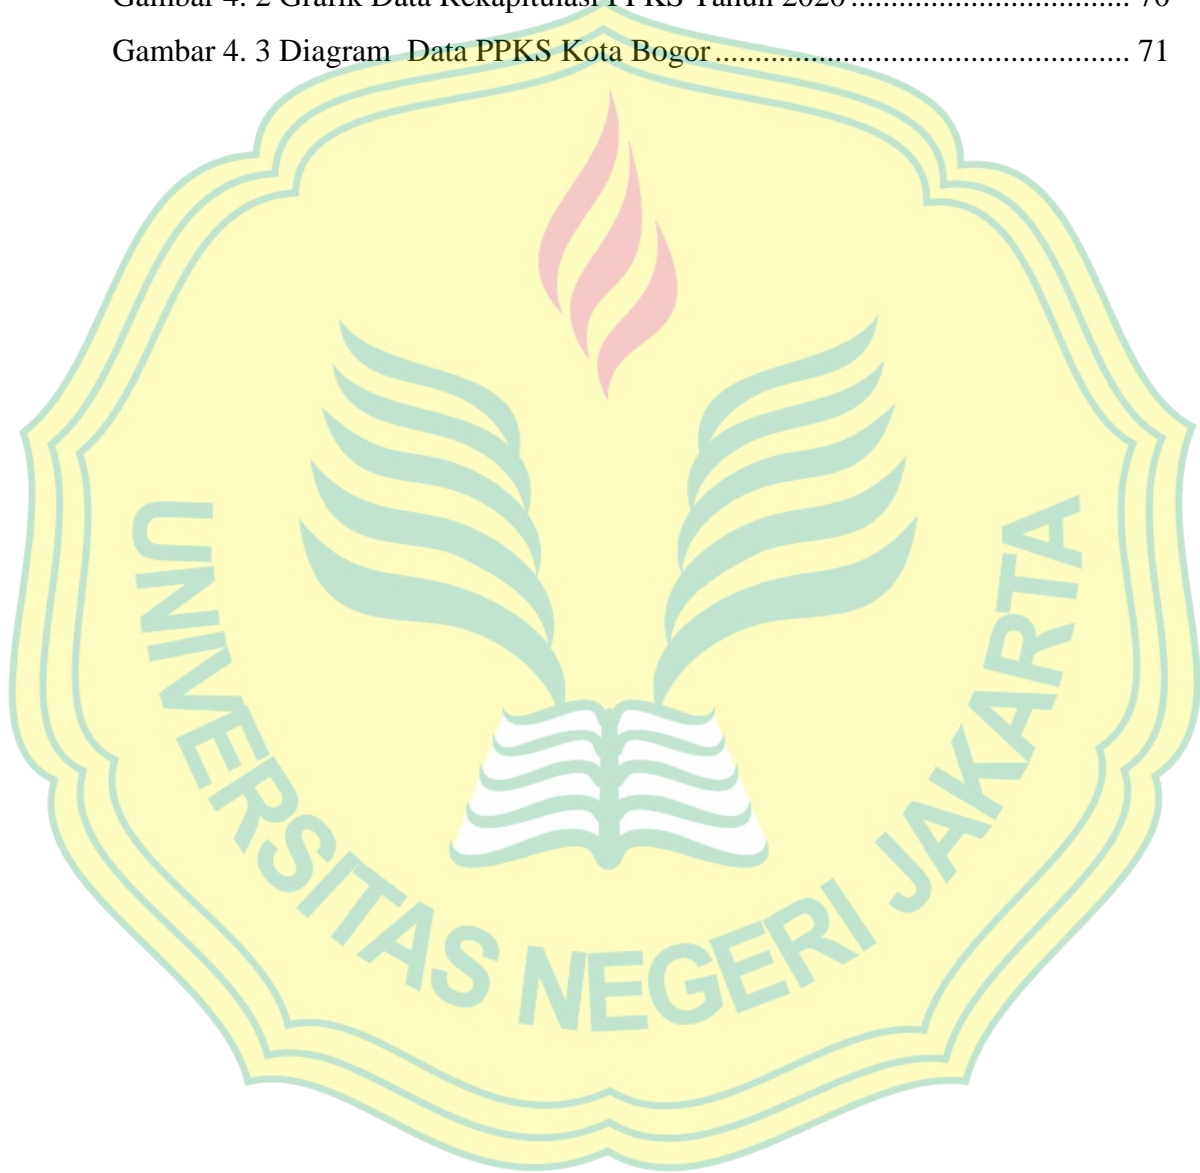 Gambar 4. 2 Grafik Data Rekapitulasi PPKS Tahun 2020 .................................. 70
Gambar 4. 3 Diagram Data PPKS Kota Bogor .................................................... 71
UNIVERSITAS NEGERI JAKARTA